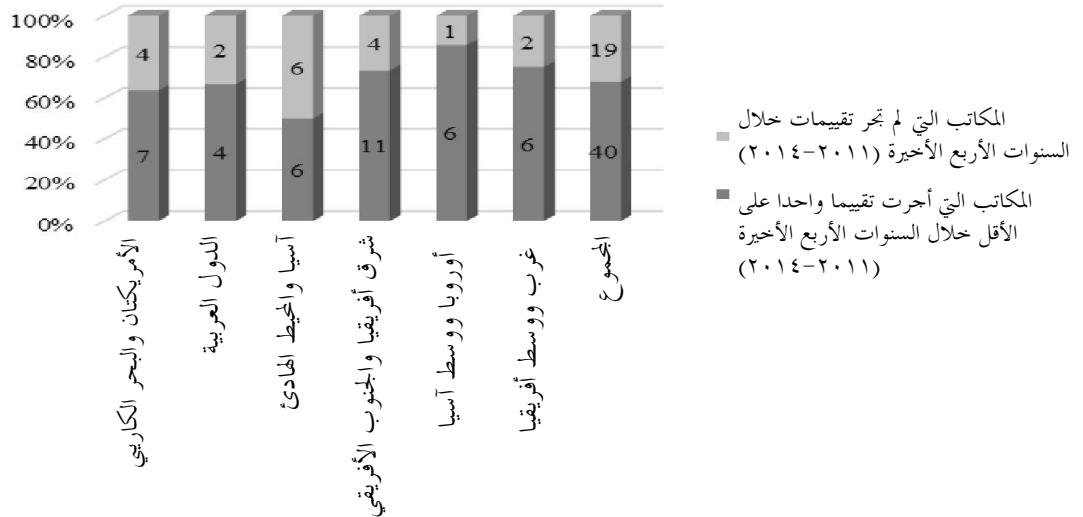 100%
80%
60%
40%
20%
0%
4
2
6
4
1
2
19
7
4
6
11
6
6
40
الأمريكتان والبحر الكاريبي
الدول العربية
آسيا والمحيط الهادئ
شرق أفريقيا والجنوب الأفريقي
أوروبا ووسط آسيا
غرب ووسط أفريقيا
المجموع
المكاتب التي لم تجر تقييمات خلال
السنوات الأربع الأخيرة (٢٠١١-٢٠١٤)
المكاتب التي أجرت تقييما واحدا على
الأقل خلال السنوات الأربع الأخيرة
(٢٠١١-٢٠١٤)